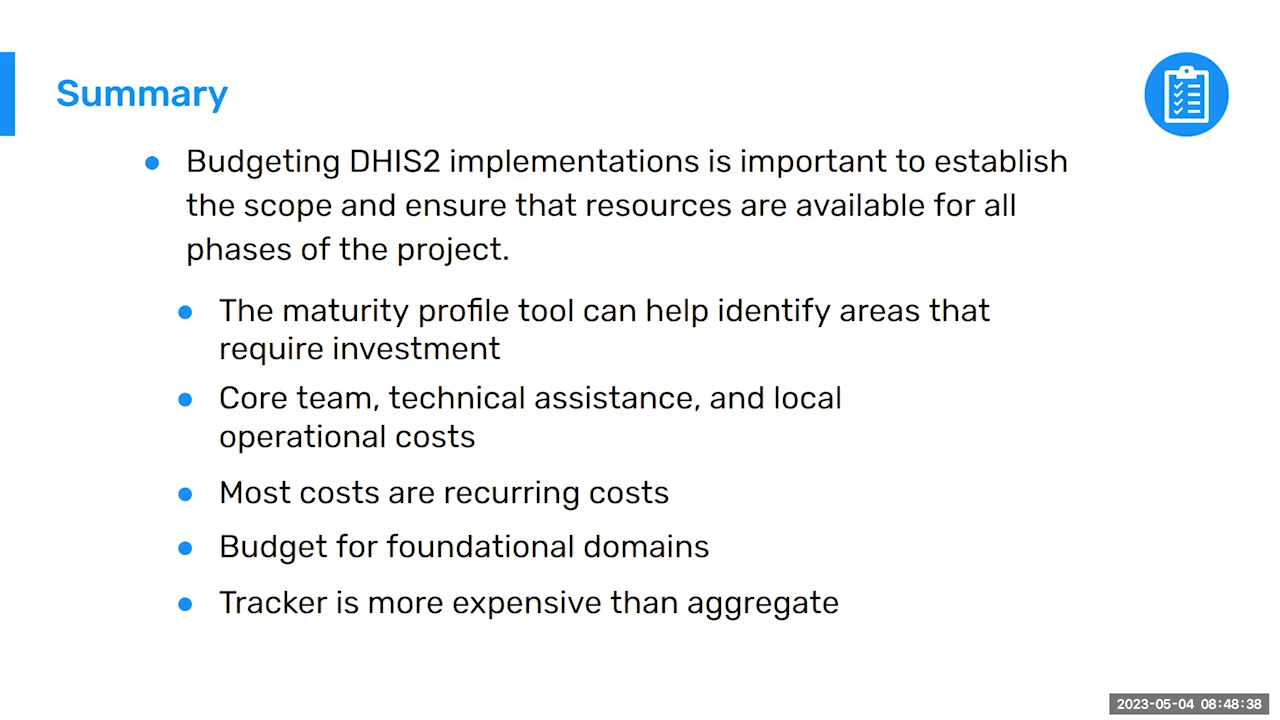 Summary
● Budgeting DHIS2 implementations is important to establish
the scope and ensure that resources are available for all
phases of the project.
● The maturity profile tool can help identify areas that
require investment
● Core team, technical assistance, and local
operational costs
● Most costs are recurring costs
● Budget for foundational domains
● Tracker is more expensive than aggregate
2023-05-04 08:48:38